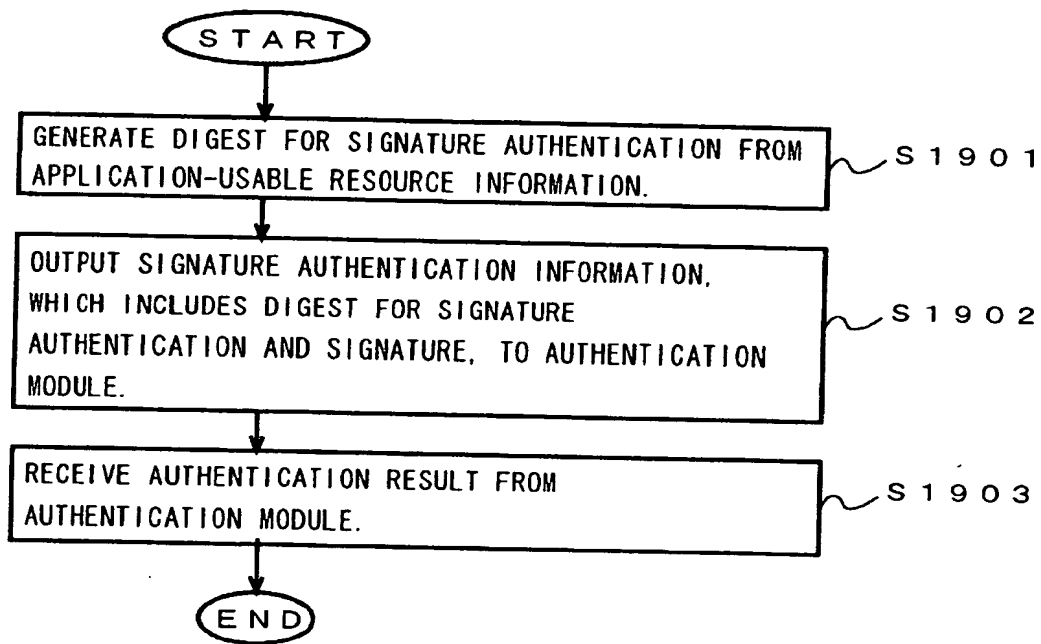 START
GENERATE DIGEST FOR SIGNATURE AUTHENTICATION FROM
APPLICATION-USABLE RESOURCE INFORMATION.
S1901
OUTPUT SIGNATURE AUTHENTICATION INFORMATION,
WHICH INCLUDES DIGEST FOR SIGNATURE
AUTHENTICATION AND SIGNATURE, TO AUTHENTICATION
MODULE.
S1902
RECEIVE AUTHENTICATION RESULT FROM
AUTHENTICATION MODULE.
S1903
END